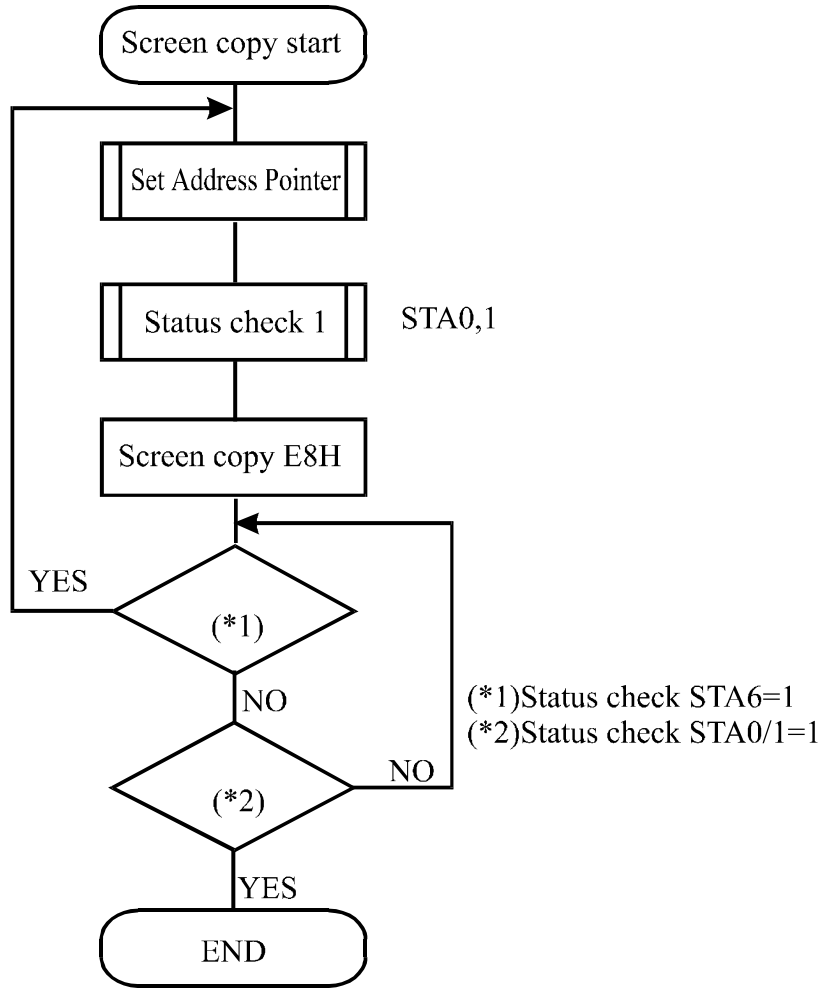 Screen copy start
Set Address Pointer
Status check 1
STA0,1
Screen copy E8H
YES
(*1)
NO
(*1)Status check STA6=1
(*2)Status check STA0/1=1
NO
(*2)
YES
END